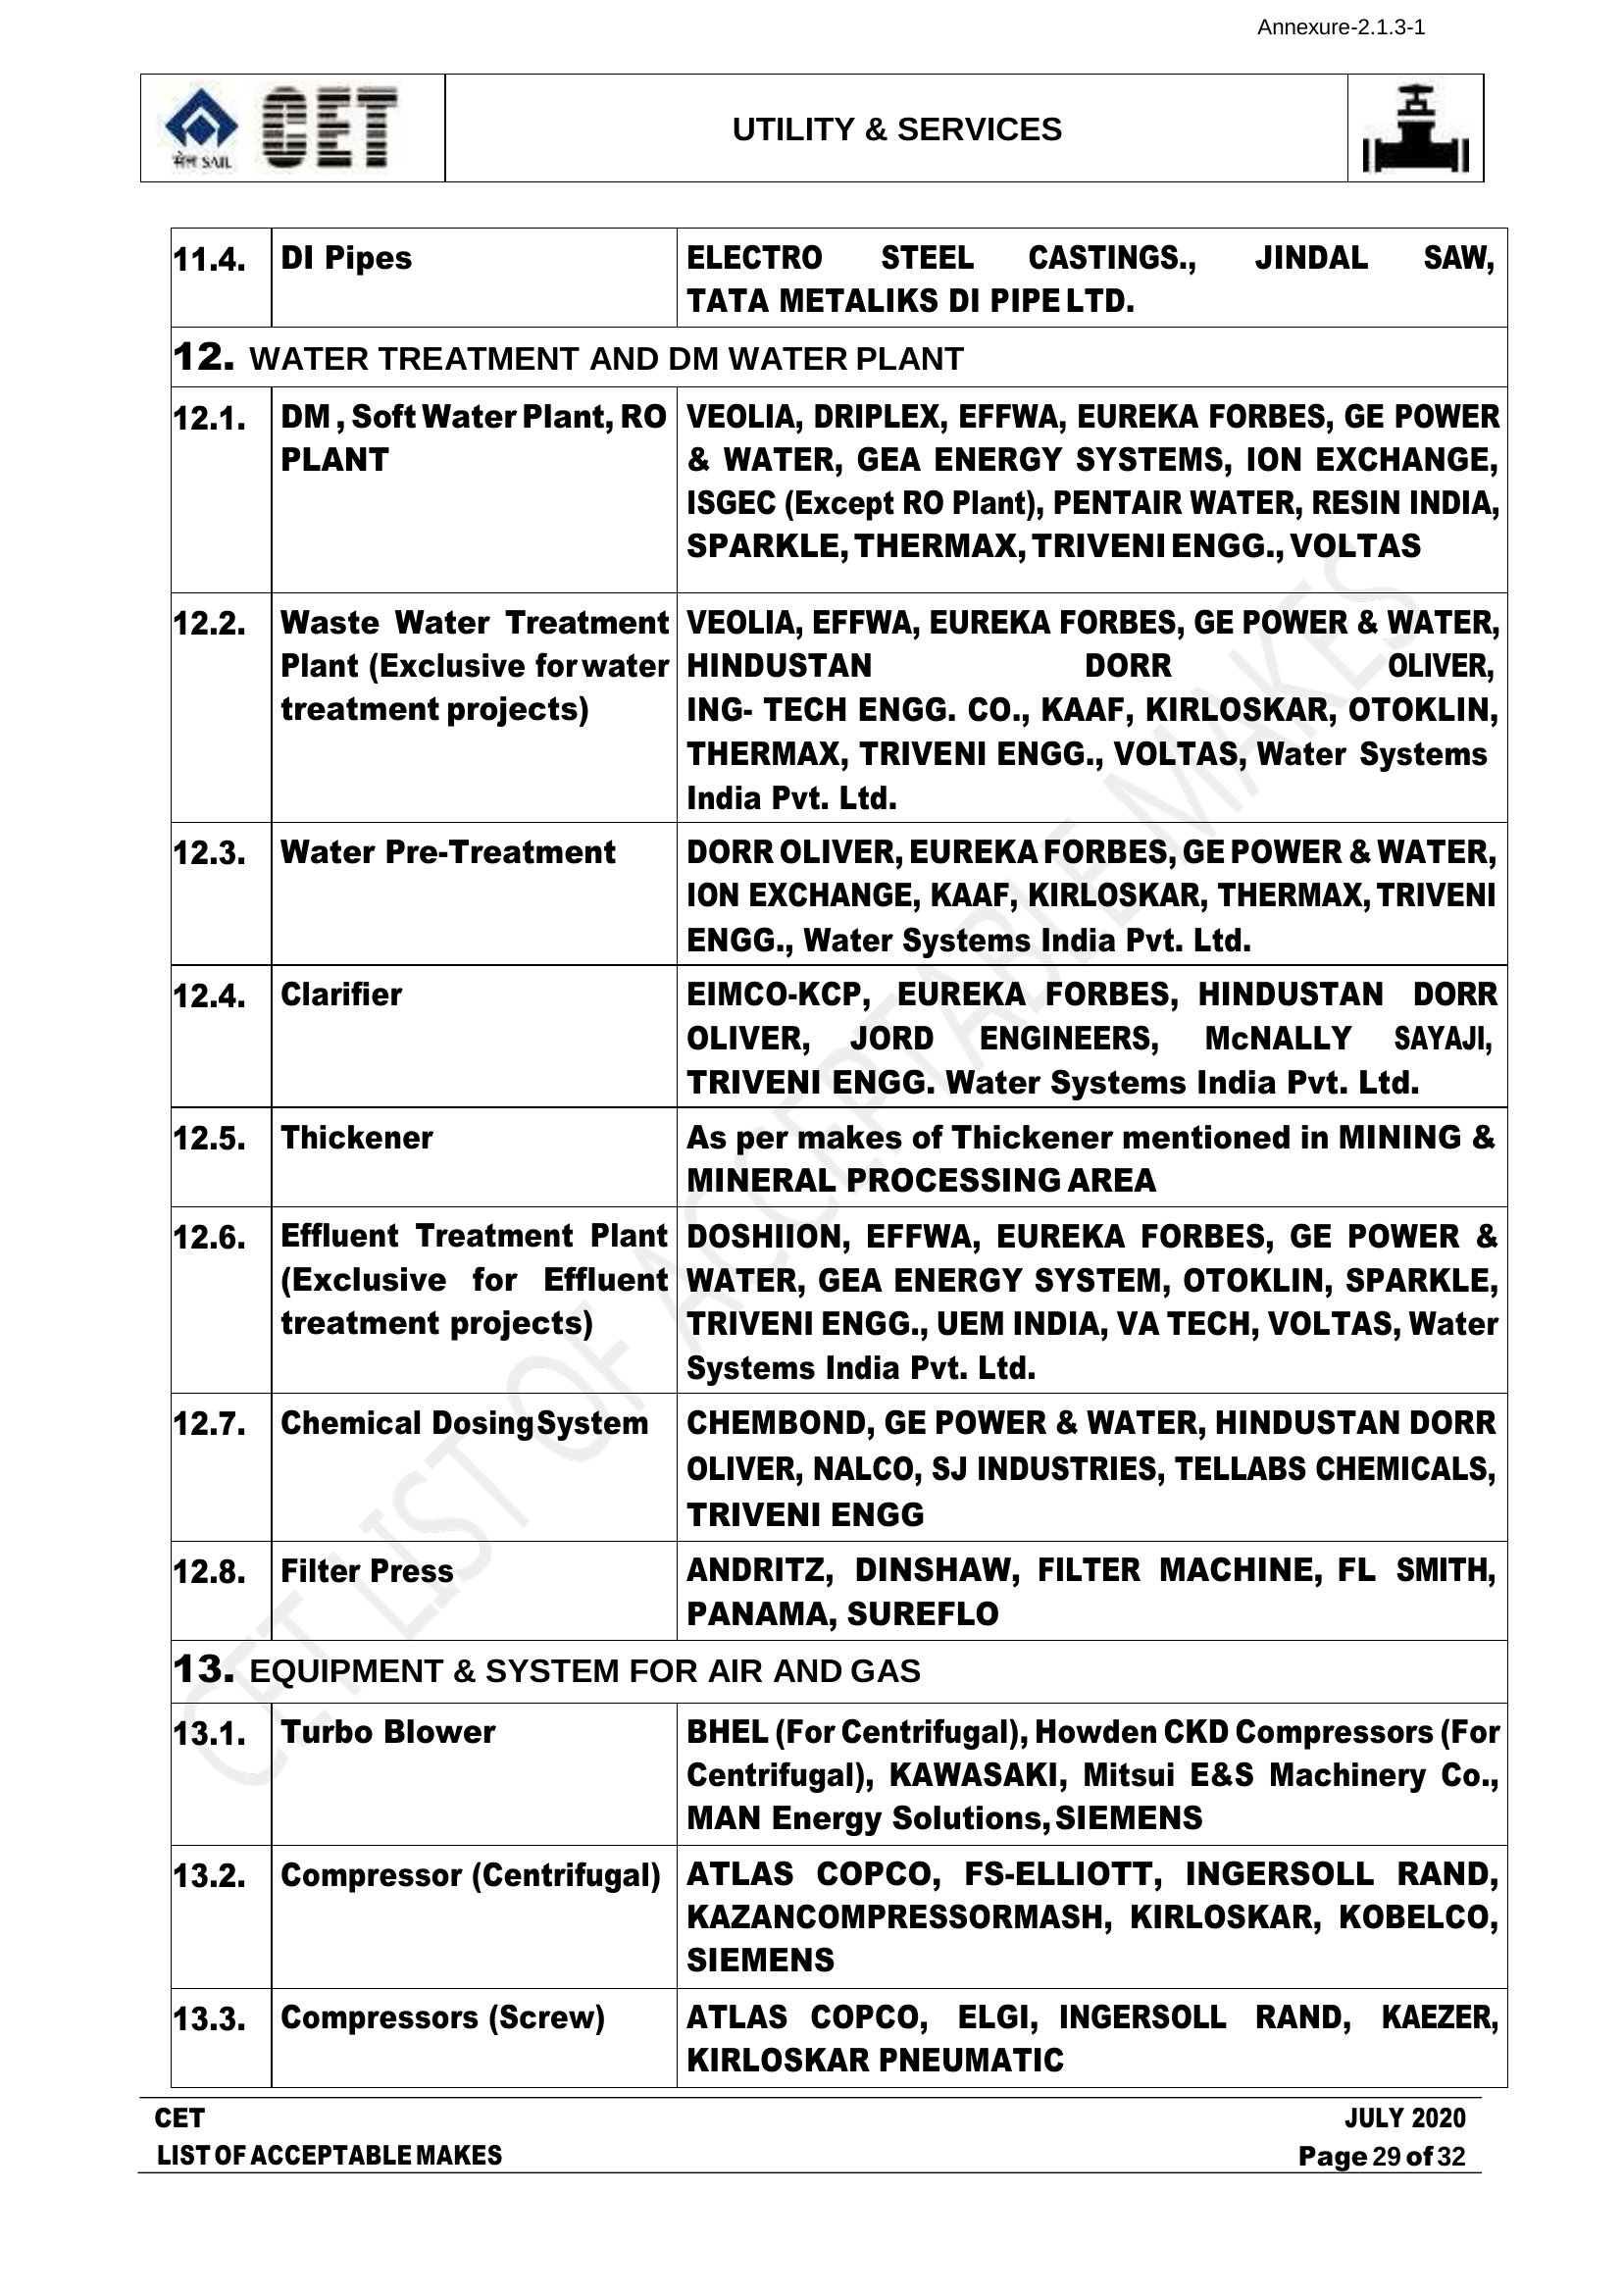 Annexure-2.1.3-1
सेल SAIL
CET
UTILITY & SERVICES
11.4. DI Pipes ELECTRO STEEL CASTINGS., JINDAL SAW,
TATA METALIKS DI PIPE LTD.
12. WATER TREATMENT AND DM WATER PLANT
12.1. DM , Soft Water Plant, RO VEOLIA, DRIPLEX, EFFWA, EUREKA FORBES, GE POWER
PLANT & WATER, GEA ENERGY SYSTEMS, ION EXCHANGE,
ISGEC (Except RO Plant), PENTAIR WATER, RESIN INDIA,
SPARKLE, THERMAX, TRIVENI ENGG., VOLTAS
12.2. Waste Water Treatment VEOLIA, EFFWA, EUREKA FORBES, GE POWER & WATER,
Plant (Exclusive for water HINDUSTAN DORR OLIVER,
treatment projects) ING- TECH ENGG. CO., KAAF, KIRLOSKAR, OTOKLIN,
THERMAX, TRIVENI ENGG., VOLTAS, Water Systems
India Pvt. Ltd.
12.3. Water Pre-Treatment DORR OLIVER, EUREKA FORBES, GE POWER & WATER,
ION EXCHANGE, KAAF, KIRLOSKAR, THERMAX, TRIVENI
ENGG., Water Systems India Pvt. Ltd.
12.4. Clarifier EIMCO-KCP, EUREKA FORBES, HINDUSTAN DORR
OLIVER, JORD ENGINEERS, McNALLY SAYAJI,
TRIVENI ENGG. Water Systems India Pvt. Ltd.
12.5. Thickener As per makes of Thickener mentioned in MINING &
MINERAL PROCESSING AREA
12.6. Effluent Treatment Plant DOSHIION, EFFWA, EUREKA FORBES, GE POWER &
(Exclusive for Effluent WATER, GEA ENERGY SYSTEM, OTOKLIN, SPARKLE,
treatment projects) TRIVENI ENGG., UEM INDIA, VA TECH, VOLTAS, Water
Systems India Pvt. Ltd.
12.7. Chemical Dosing System CHEMBOND, GE POWER & WATER, HINDUSTAN DORR
OLIVER, NALCO, SJ INDUSTRIES, TELLABS CHEMICALS,
TRIVENI ENGG
12.8. Filter Press ANDRITZ, DINSHAW, FILTER MACHINE, FL SMITH,
PANAMA, SUREFLO
13. EQUIPMENT & SYSTEM FOR AIR AND GAS
13.1. Turbo Blower BHEL (For Centrifugal), Howden CKD Compressors (For
Centrifugal), KAWASAKI, Mitsui E&S Machinery Co.,
MAN Energy Solutions, SIEMENS
13.2. Compressor (Centrifugal) ATLAS COPCO, FS-ELLIOTT, INGERSOLL RAND,
KAZANCOMPRESSORMASH, KIRLOSKAR, KOBELCO,
SIEMENS
13.3. Compressors (Screw) ATLAS COPCO, ELGI, INGERSOLL RAND, KAEZER,
KIRLOSKAR PNEUMATIC
CET LIST OF ACCEPTABLE MAKES
CET JULY 2020
LIST OF ACCEPTABLE MAKES Page 29 of 32